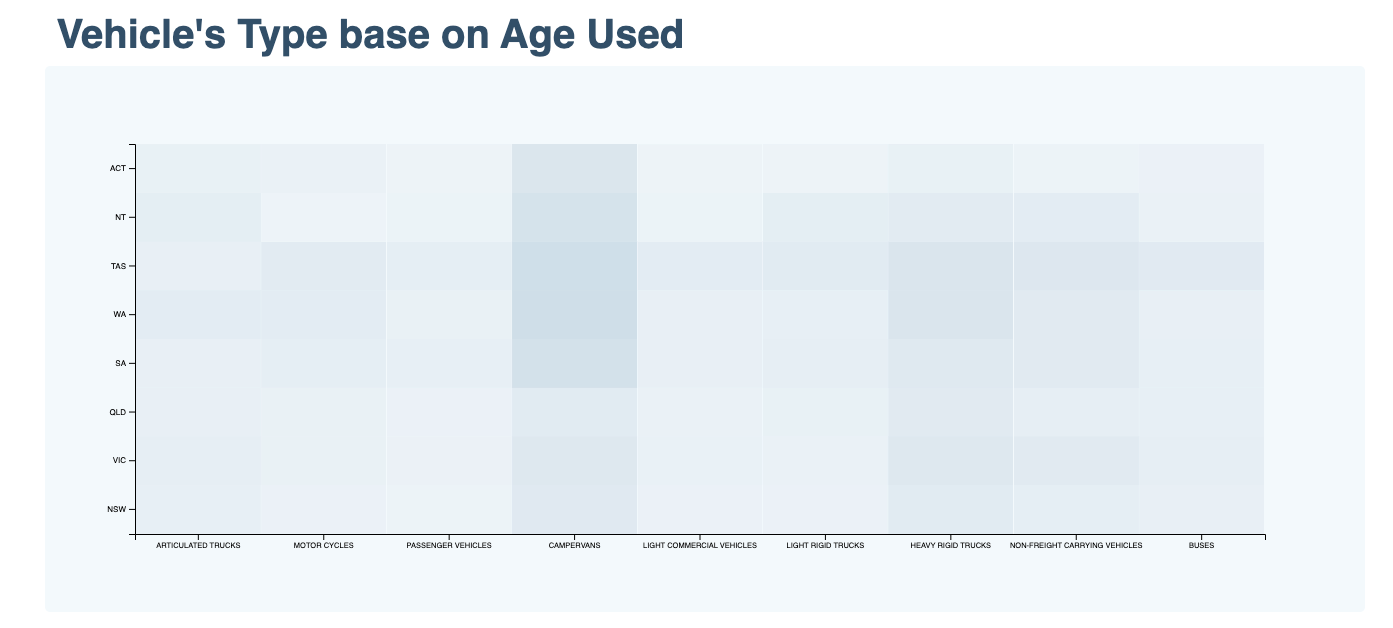 Vehicle's Type base on Age Used
ACT
NT
TAS
WA
SA
QLD
VIC
NSW
ARTICULATED TRUCKS MOTOR CYCLES PASSENGER VEHICLES CAMPERVANS LIGHT COMMERCIAL VEHICLES LIGHT RIGID TRUCKS HEAVY RIGID TRUCKS NON-FREIGHT CARRYING VEHICLES BUSES